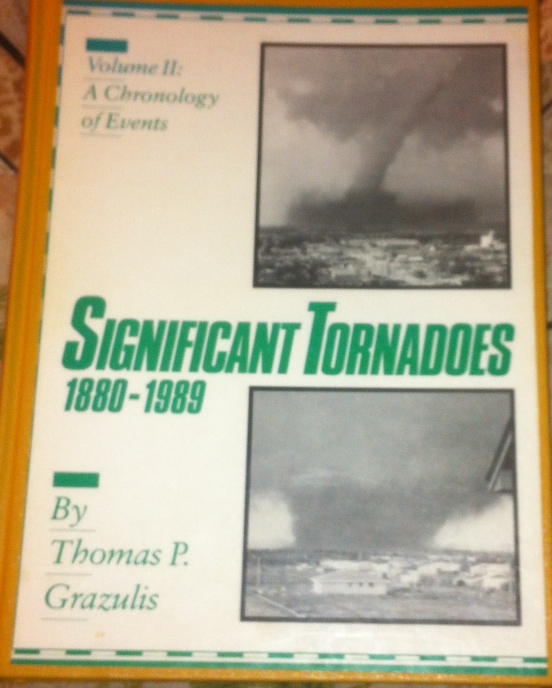 Volume II:
A Chronology
of Events
SIGNIFICANT TORNADOES
1880-1989
By
Thomas P.
Grazulis